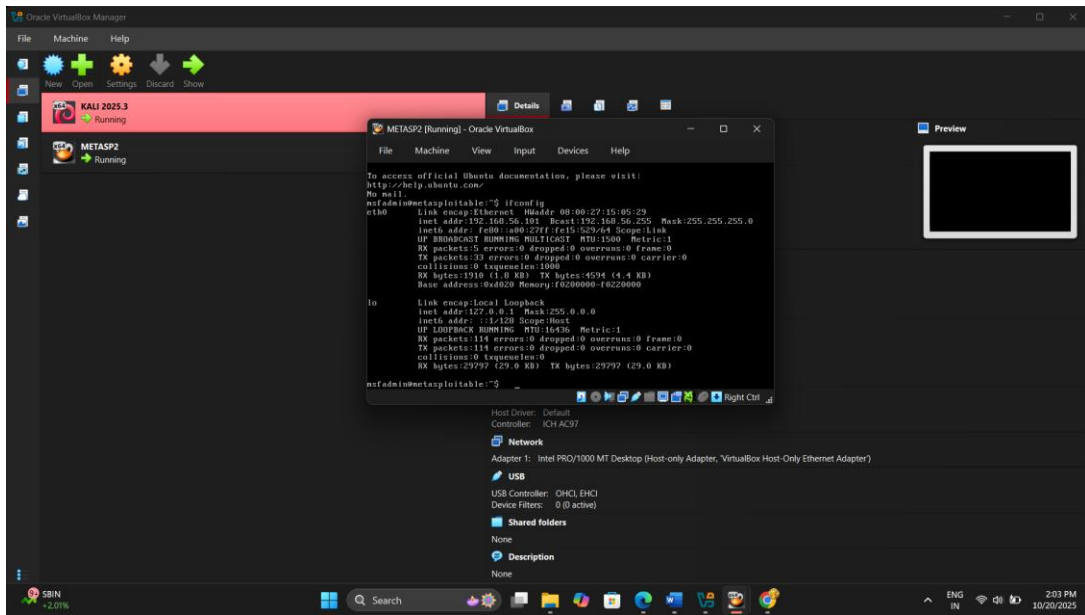 Oracle VirtualBox Manager
File Machine Help
New Open Settings Discard Show
KALI 2025.3
Running
METASP2
Running
Details
Preview
METASP2 [Running] - Oracle VirtualBox
File Machine View Input Devices Help
To access official Ubuntu documentation, please visit:
http://help.ubuntu.com/
No mail.
msfadmin@metasploitable:~$ ifconfig
eth0 Link encap:Ethernet HWaddr 08:00:27:15:05:29
inet addr:192.168.56.101 Bcast:192.168.56.255 Mask:255.255.255.0
inet6 addr: fe80::a00:27ff:fe15:529/64 Scope:Link
UP BROADCAST RUNNING MULTICAST MTU:1500 Metric:1
RX packets:5 errors:0 dropped:0 overruns:0 frame:0
TX packets:33 errors:0 dropped:0 overruns:0 carrier:0
collisions:0 txqueuelen:1000
RX bytes:1910 (1.8 KB) TX bytes:4594 (4.4 KB)
Base address:0xd020 Memory:f0200000-f0220000
lo Link encap:Local Loopback
inet addr:127.0.0.1 Mask:255.0.0.0
inet6 addr: ::1/128 Scope:Host
UP LOOPBACK RUNNING MTU:16436 Metric:1
RX packets:114 errors:0 dropped:0 overruns:0 frame:0
TX packets:114 errors:0 dropped:0 overruns:0 carrier:0
collisions:0 txqueuelen:0
RX bytes:29797 (29.0 KB) TX bytes:29797 (29.0 KB)
msfadmin@metasploitable:~$ _
Right Ctrl
Host Driver: Default
Controller: ICH AC97
Network
Adapter 1: Intel PRO/1000 MT Desktop (Host-only Adapter, 'VirtualBox Host-Only Ethernet Adapter')
USB
USB Controller: OHCI, EHCI
Device Filters: 0 (0 active)
Shared folders
None
Description
None
SBIN
+2.01%
Search
ENG
IN
2:03 PM
10/20/2025